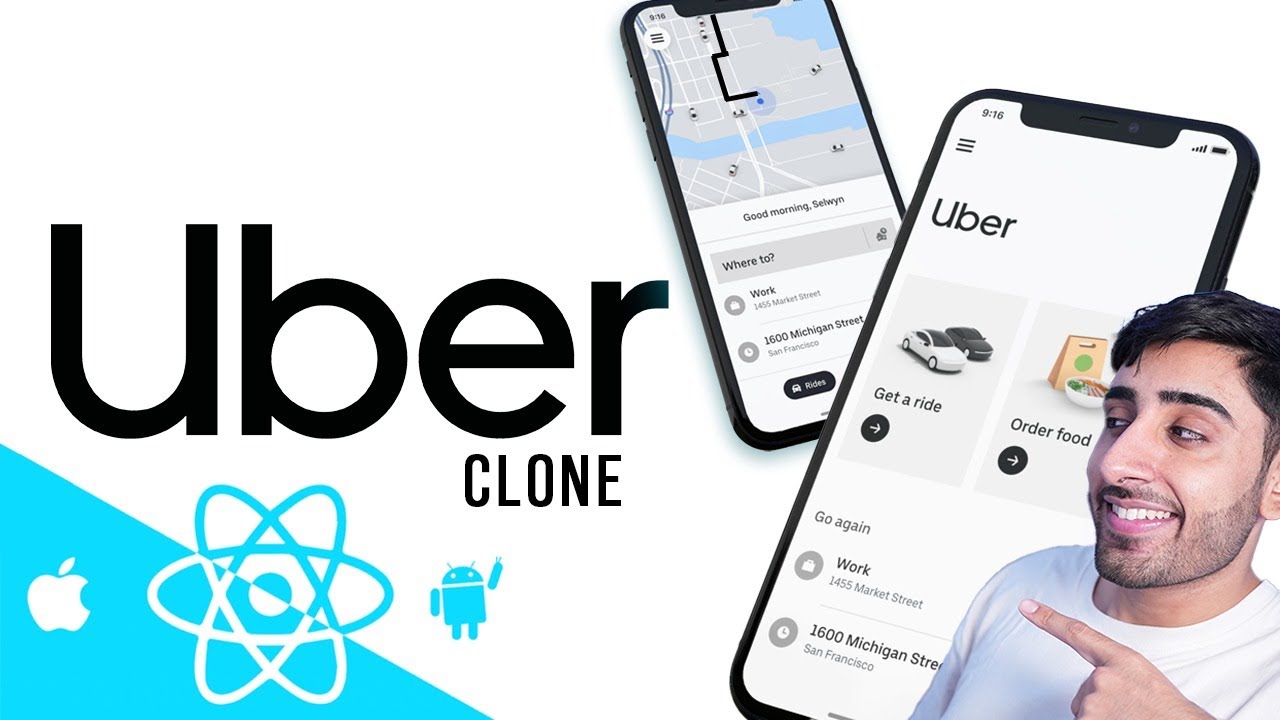 Uber
CLONE
9:16
Good morning, Selwyn
Where to?
Work
1455 Market Street
1600 Michigan Street
San Francisco
Rides
9:16
Uber
Get a ride
Order food
Go again
Work
1455 Market Street
1600 Michigan Stree
San Francisco